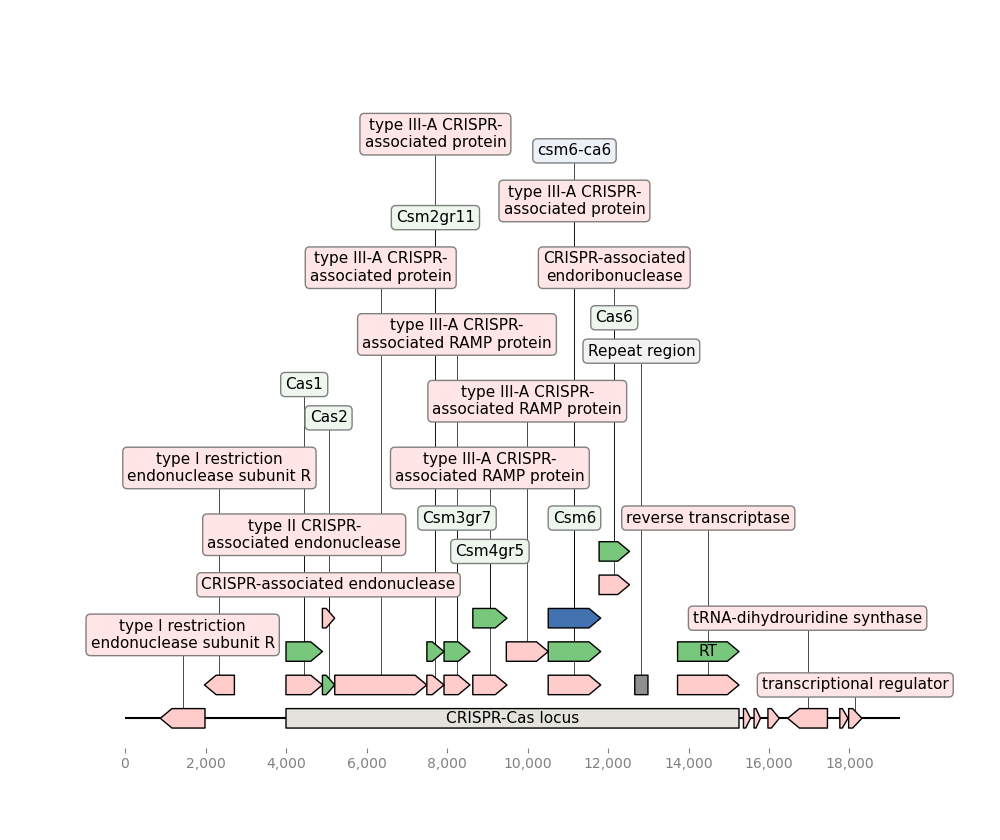 type III-A CRISPR-
associated protein
csm6-ca6
type III-A CRISPR-
associated protein
Csm2gr11
type III-A CRISPR-
associated protein
CRISPR-associated
endoribonuclease
Cas6
type III-A CRISPR-
associated RAMP protein
Repeat region
Cas1
type III-A CRISPR-
associated RAMP protein
Cas2
type I restriction
endonuclease subunit R
type III-A CRISPR-
associated RAMP protein
Csm3gr7
Csm6
reverse transcriptase
type II CRISPR-
associated endonuclease
Csm4gr5
CRISPR-associated endonuclease
type I restriction
endonuclease subunit R
tRNA-dihydrouridine synthase
RT
transcriptional regulator
CRISPR-Cas locus
0 2,000 4,000 6,000 8,000 10,000 12,000 14,000 16,000 18,000